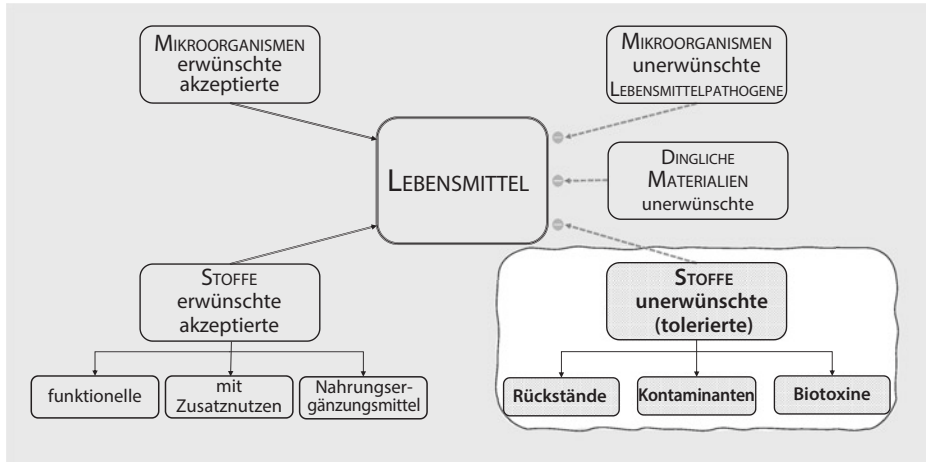 MIKROORGANISMEN
erwünschte
akzeptierte
MIKROORGANISMEN
unerwünschte
LEBENSMITTELPATHOGENE
LEBENSMITTEL
DINGLICHE
MATERIALIEN
unerwünschte
STOFFE
erwünschte
akzeptierte
STOFFE
unerwünschte
(tolerierte)
funktionelle
mit
Zusatznutzen
Nahrungser-
gänzungsmittel
Rückstände
Kontaminanten
Biotoxine